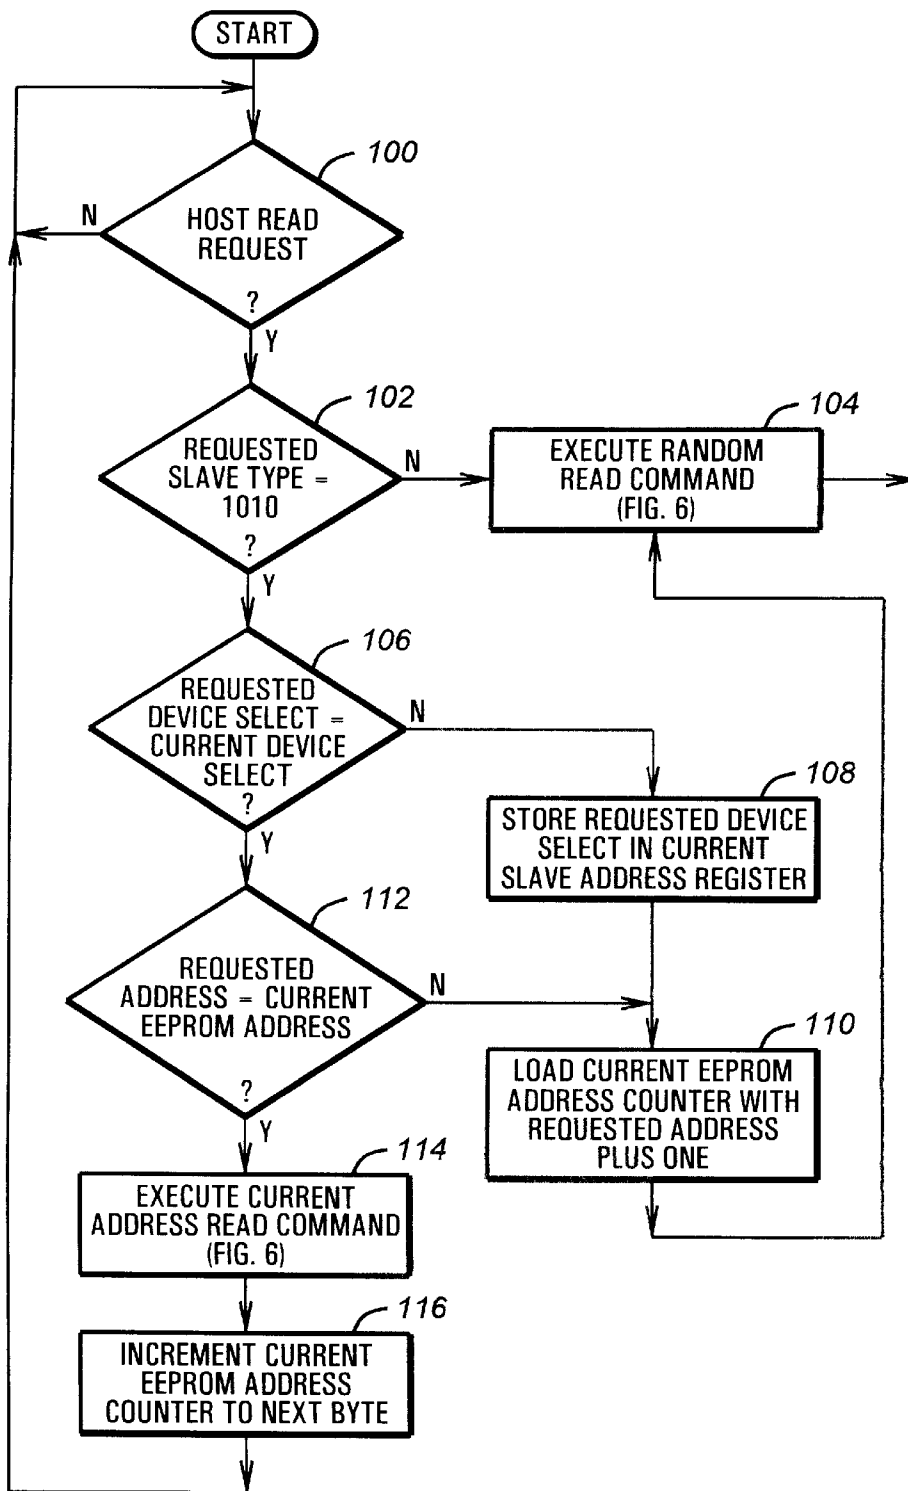 START
100
HOST READ
REQUEST
?
N
Y
102
REQUESTED
SLAVE TYPE =
1010
?
N
Y
104
EXECUTE RANDOM
READ COMMAND
(FIG. 6)
106
REQUESTED
DEVICE SELECT =
CURRENT DEVICE
SELECT
?
N
Y
108
STORE REQUESTED DEVICE
SELECT IN CURRENT
SLAVE ADDRESS REGISTER
112
REQUESTED
ADDRESS = CURRENT
EEPROM ADDRESS
?
N
Y
110
LOAD CURRENT EEPROM
ADDRESS COUNTER WITH
REQUESTED ADDRESS
PLUS ONE
114
EXECUTE CURRENT
ADDRESS READ COMMAND
(FIG. 6)
116
INCREMENT CURRENT
EEPROM ADDRESS
COUNTER TO NEXT BYTE